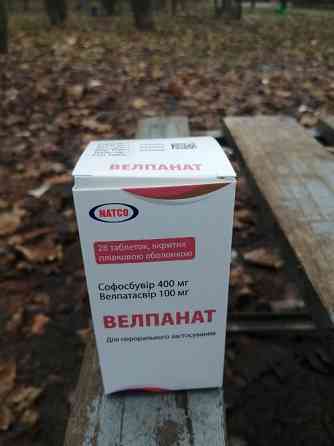 ВЕЛПАНАТ
NATCO
28 таблеток, вкритих
плівковою оболонкою
Софосбувір 400 мг
Велпатасвір 100 мг
ВЕЛПАНАТ
Для перорального застосування